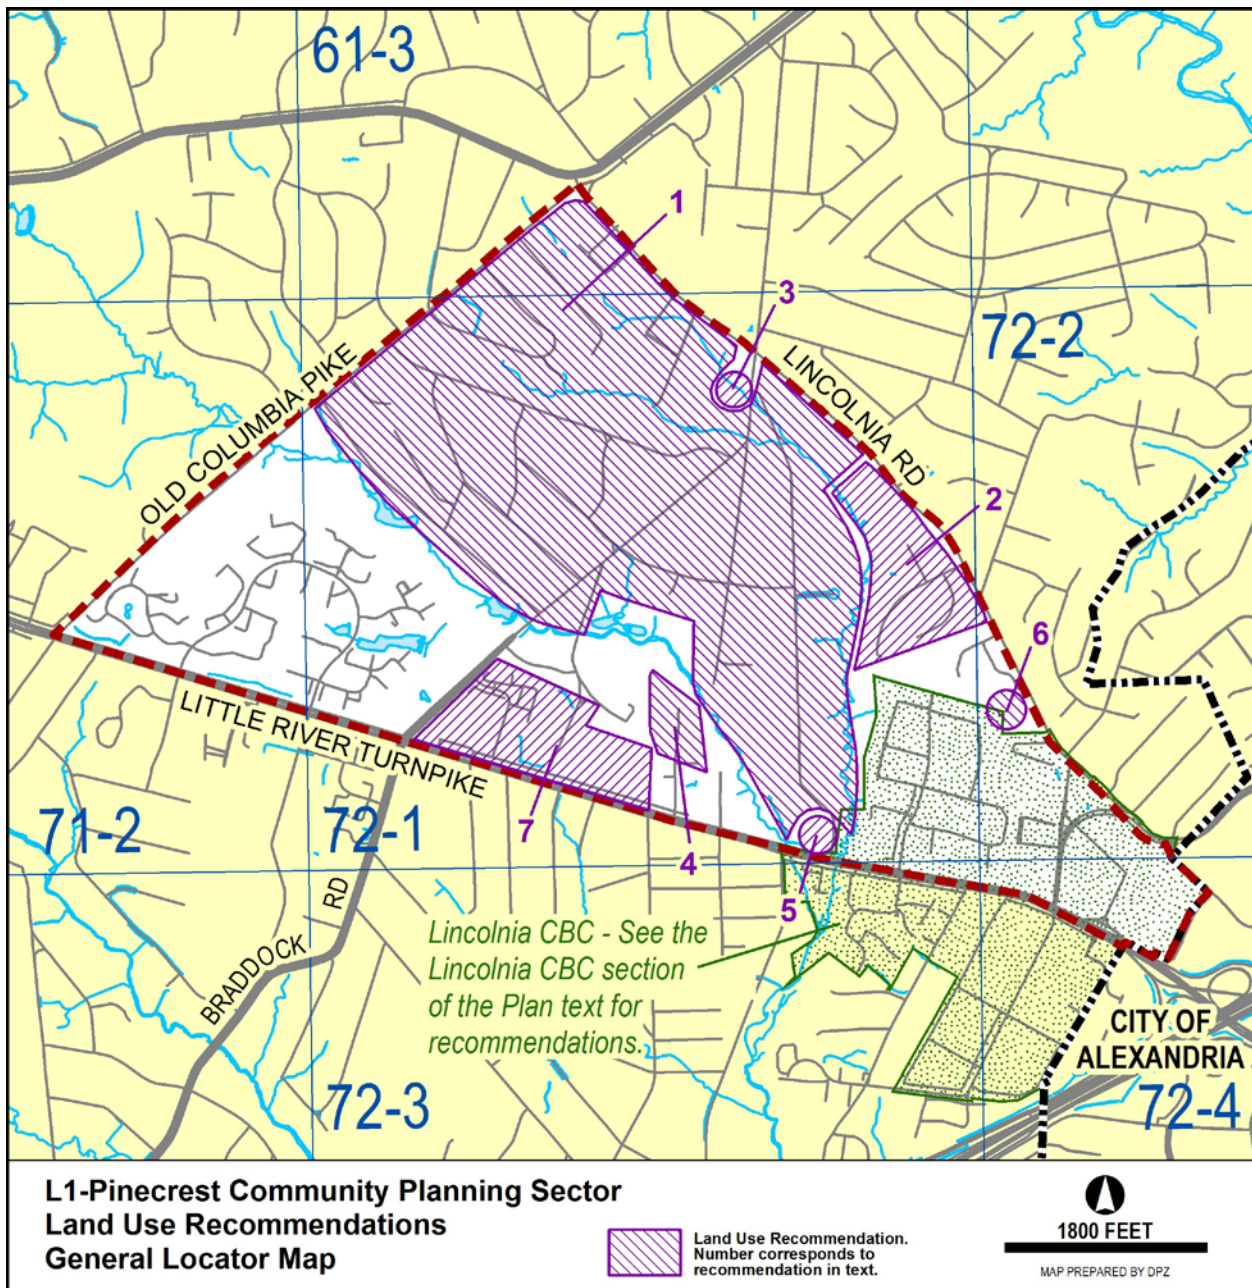 61-3
1
3
72-2
OLD COLUMBIA PIKE
LINCOLNIA RD
2
6
LITTLE RIVER TURNPIKE
71-2
72-1
7
4
5
BRADDOCK RD
Lincolnia CBC - See the
Lincolnia CBC section
of the Plan text for
recommendations.
CITY OF
ALEXANDRIA
72-3
72-4
L1-Pinecrest Community Planning Sector
Land Use Recommendations
General Locator Map
Land Use Recommendation.
Number corresponds to
recommendation in text.
1800 FEET
MAP PREPARED BY DPZ